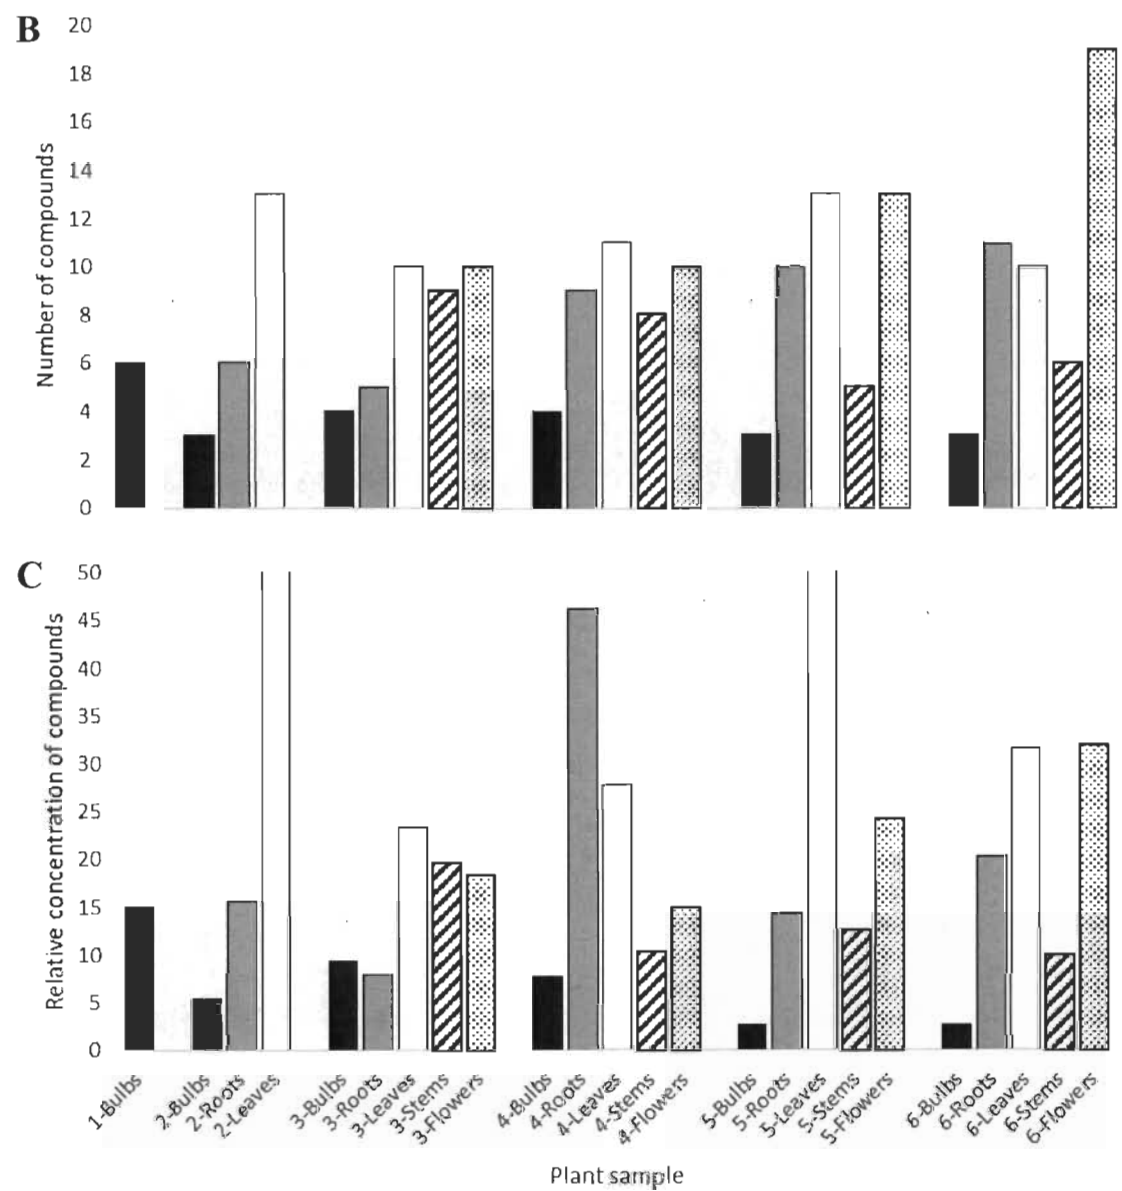 B
20
18
16
14
12
10
8
6
4
2
0
Number of compounds
C
50
45
40
35
30
25
20
15
10
5
0
Relative concentration of compounds
1-Bulbs
2-Bulbs
2-Roots
2-Leaves
3-Bulbs
3-Roots
3-Leaves
3-Stems
3-Flowers
4-Bulbs
4-Roots
4-Leaves
4-Stems
4-Flowers
5-Bulbs
5-Roots
5-Leaves
5-Stems
5-Flowers
6-Bulbs
6-Roots
6-Leaves
6-Stems
6-Flowers
Plant sample